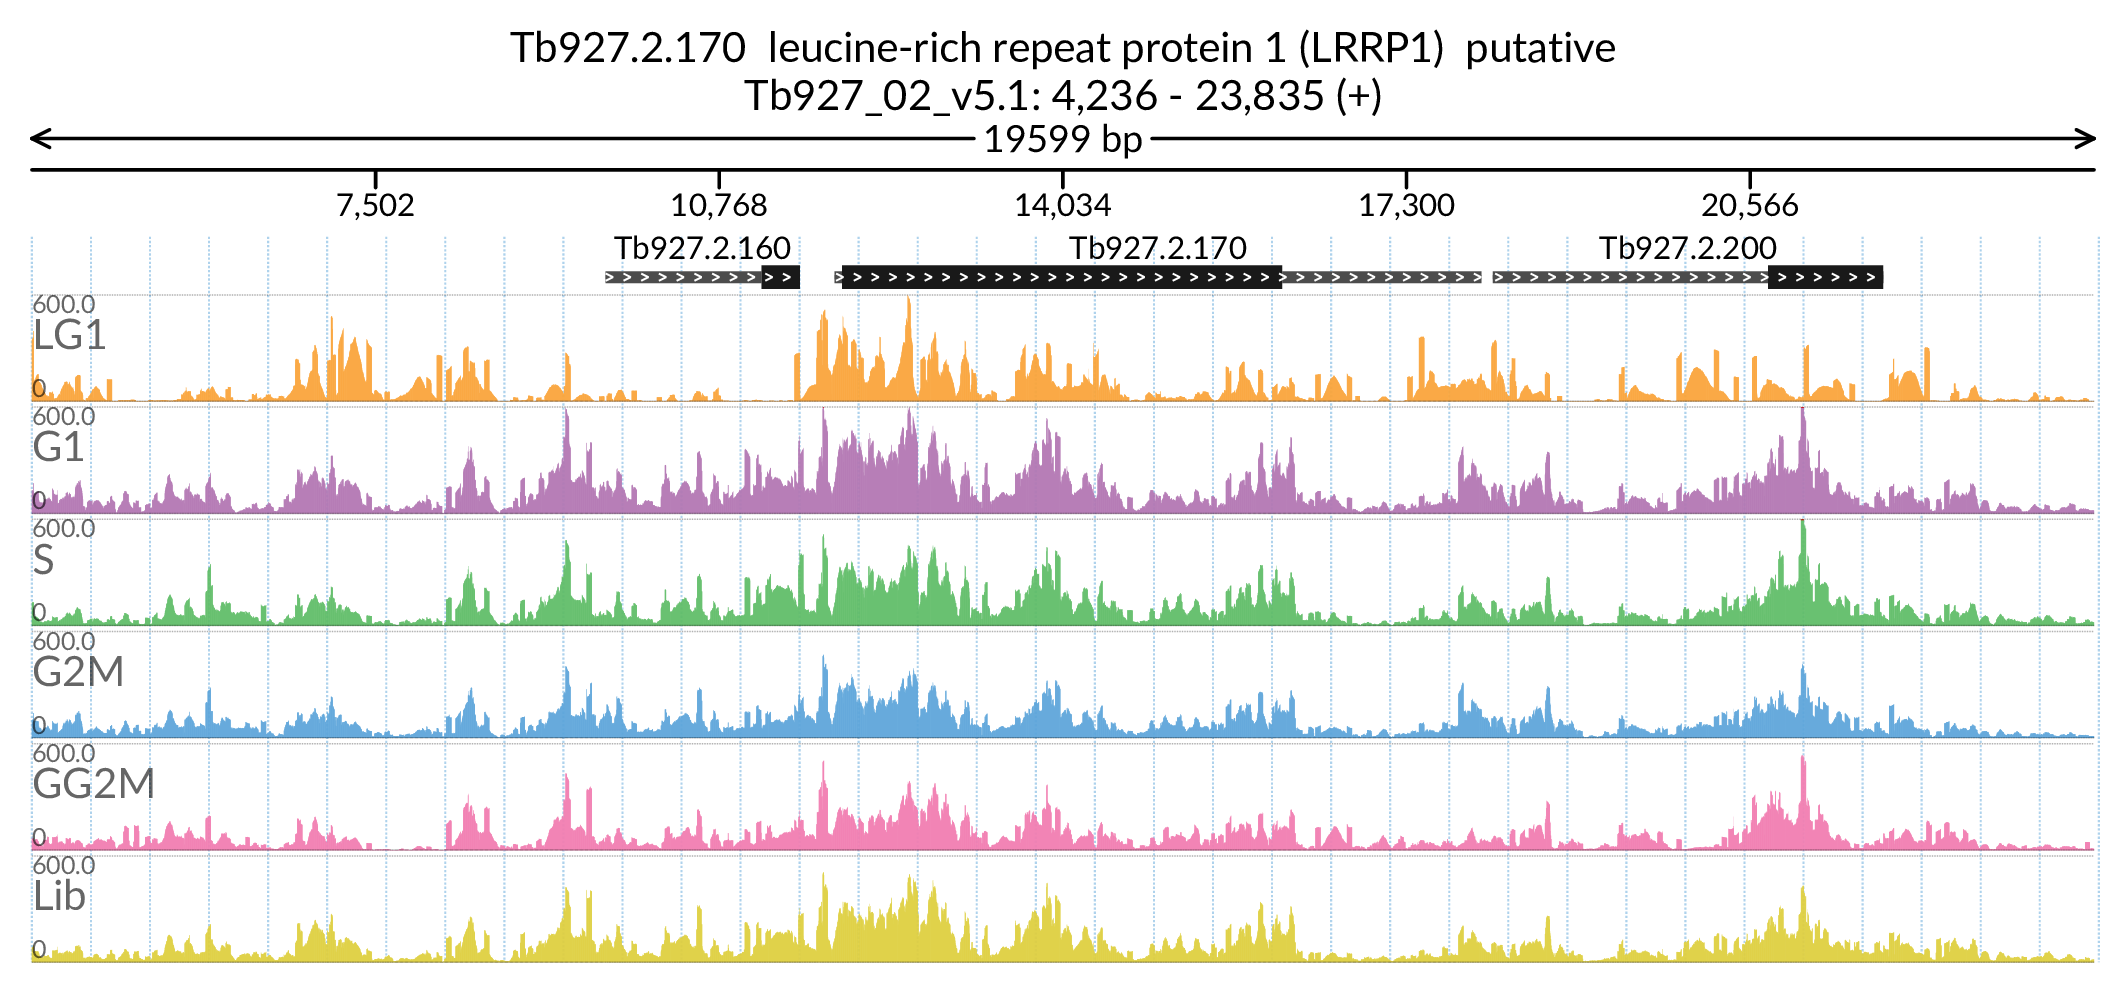 Tb927.2.170  leucine-rich repeat protein 1 (LRRP1)  putative
Tb927_02_v5.1: 4,236 - 23,835 (+)
19599 bp
7,502 10,768 14,034 17,300 20,566
Tb927.2.160 Tb927.2.170 Tb927.2.200
600.0
LG1
0
600.0
G1
0
600.0
S
0
600.0
G2M
0
600.0
GG2M
0
600.0
Lib
0